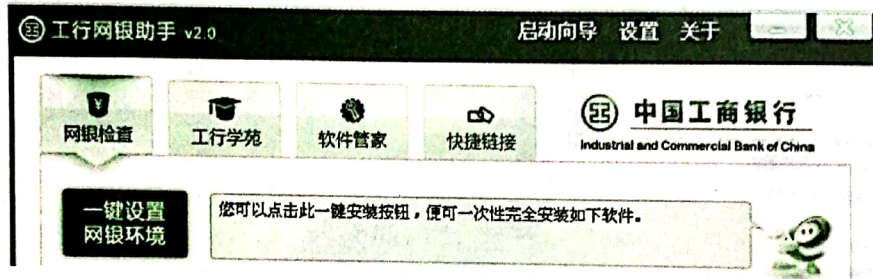 工行网银助手 v2.0 启动向导 设置 关于
网银检查 工行学苑 软件管家 快捷链接
中国工商银行
Industrial and Commercial Bank of China
一键设置
网银环境
您可以点击此一键安装按钮，便可一次性完全安装如下软件。